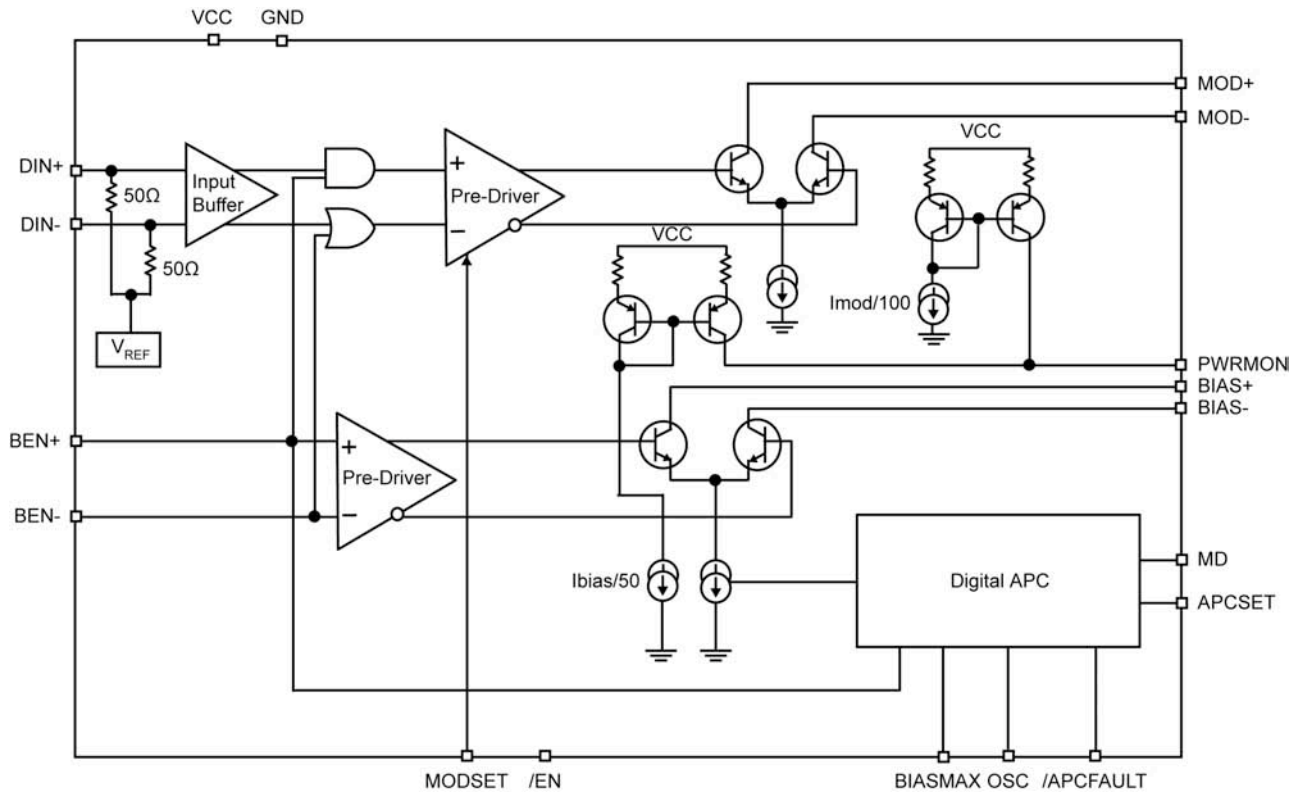 VCC GND
MOD+
MOD-
VCC
DIN+
50Ω
Input
Buffer
+
Pre-Driver
−
DIN-
50Ω
VCC
Imod/100
VREF
PWRMON
BIAS+
BIAS-
BEN+
+
Pre-Driver
−
BEN-
Ibias/50
Digital APC
MD
APCSET
MODSET /EN
BIASMAX OSC /APCFAULT